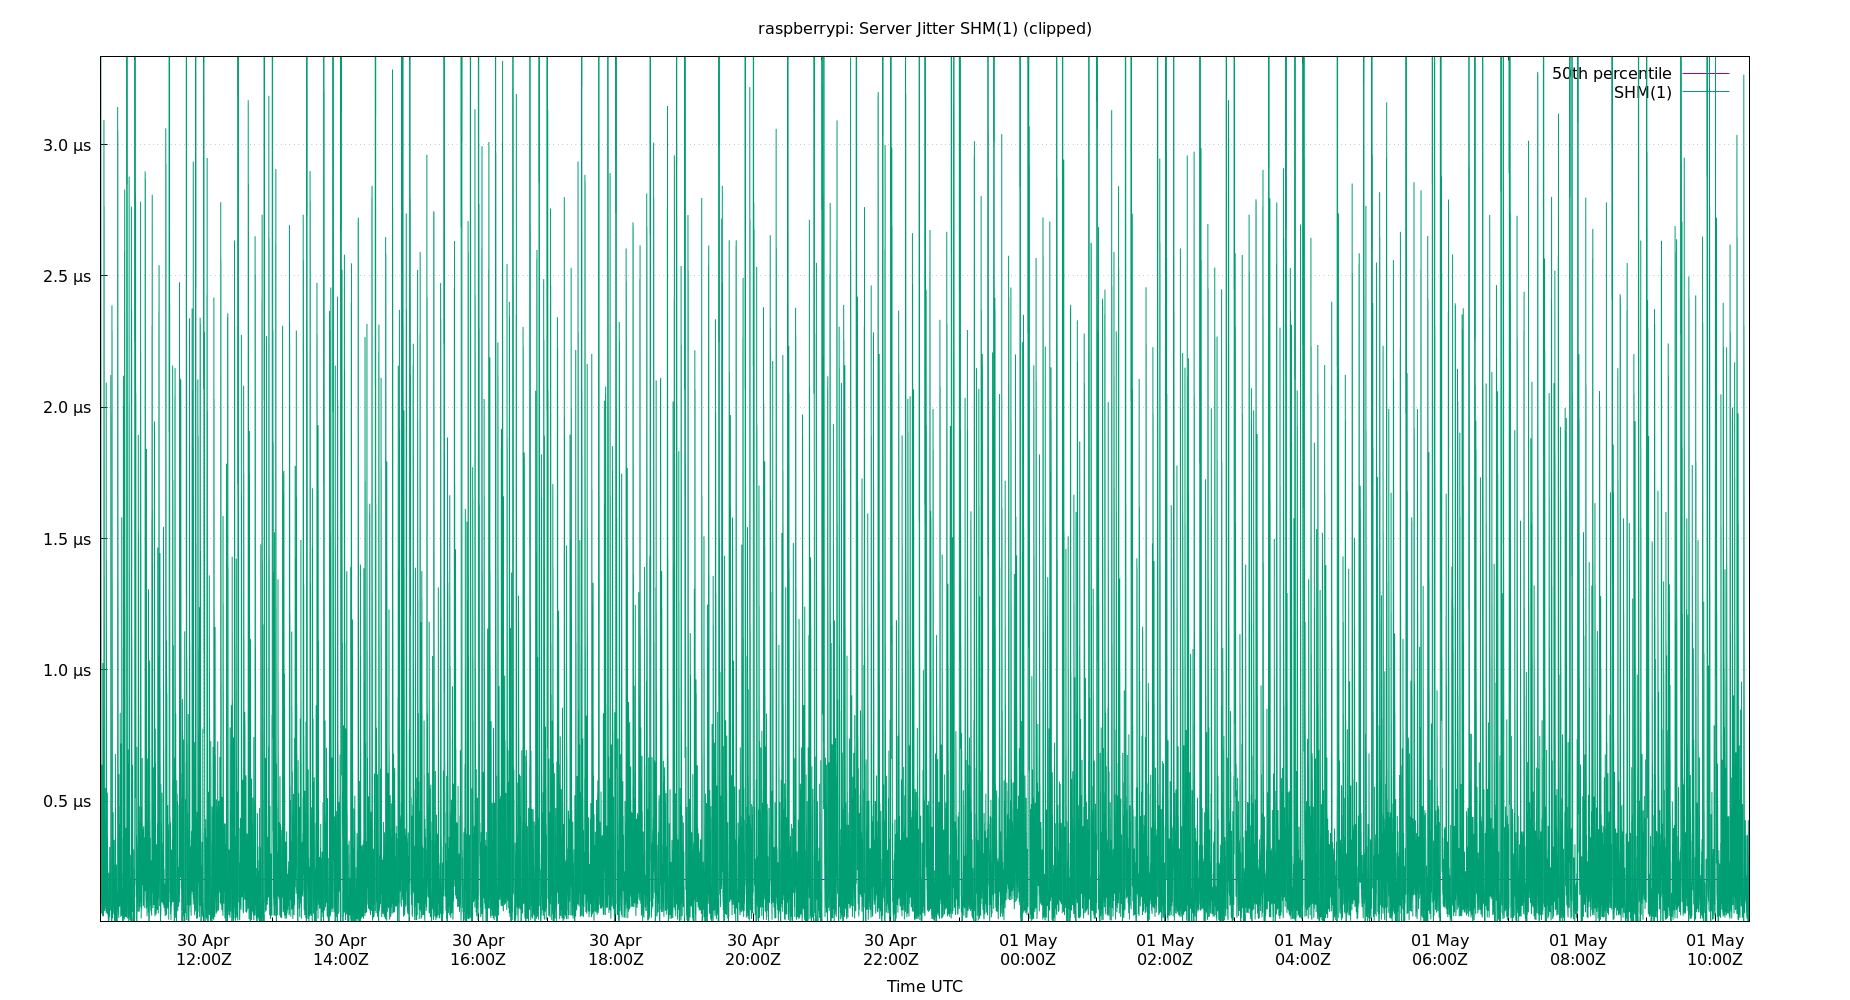 raspberrypi: Server Jitter SHM(1) (clipped)
50th percentile
SHM(1)
3.0 µs
2.5 µs
2.0 µs
1.5 µs
1.0 µs
0.5 µs
30 Apr 30 Apr 30 Apr 30 Apr 30 Apr 30 Apr 01 May 01 May 01 May 01 May 01 May 01 May
12:00Z 14:00Z 16:00Z 18:00Z 20:00Z 22:00Z 00:00Z 02:00Z 04:00Z 06:00Z 08:00Z 10:00Z
Time UTC